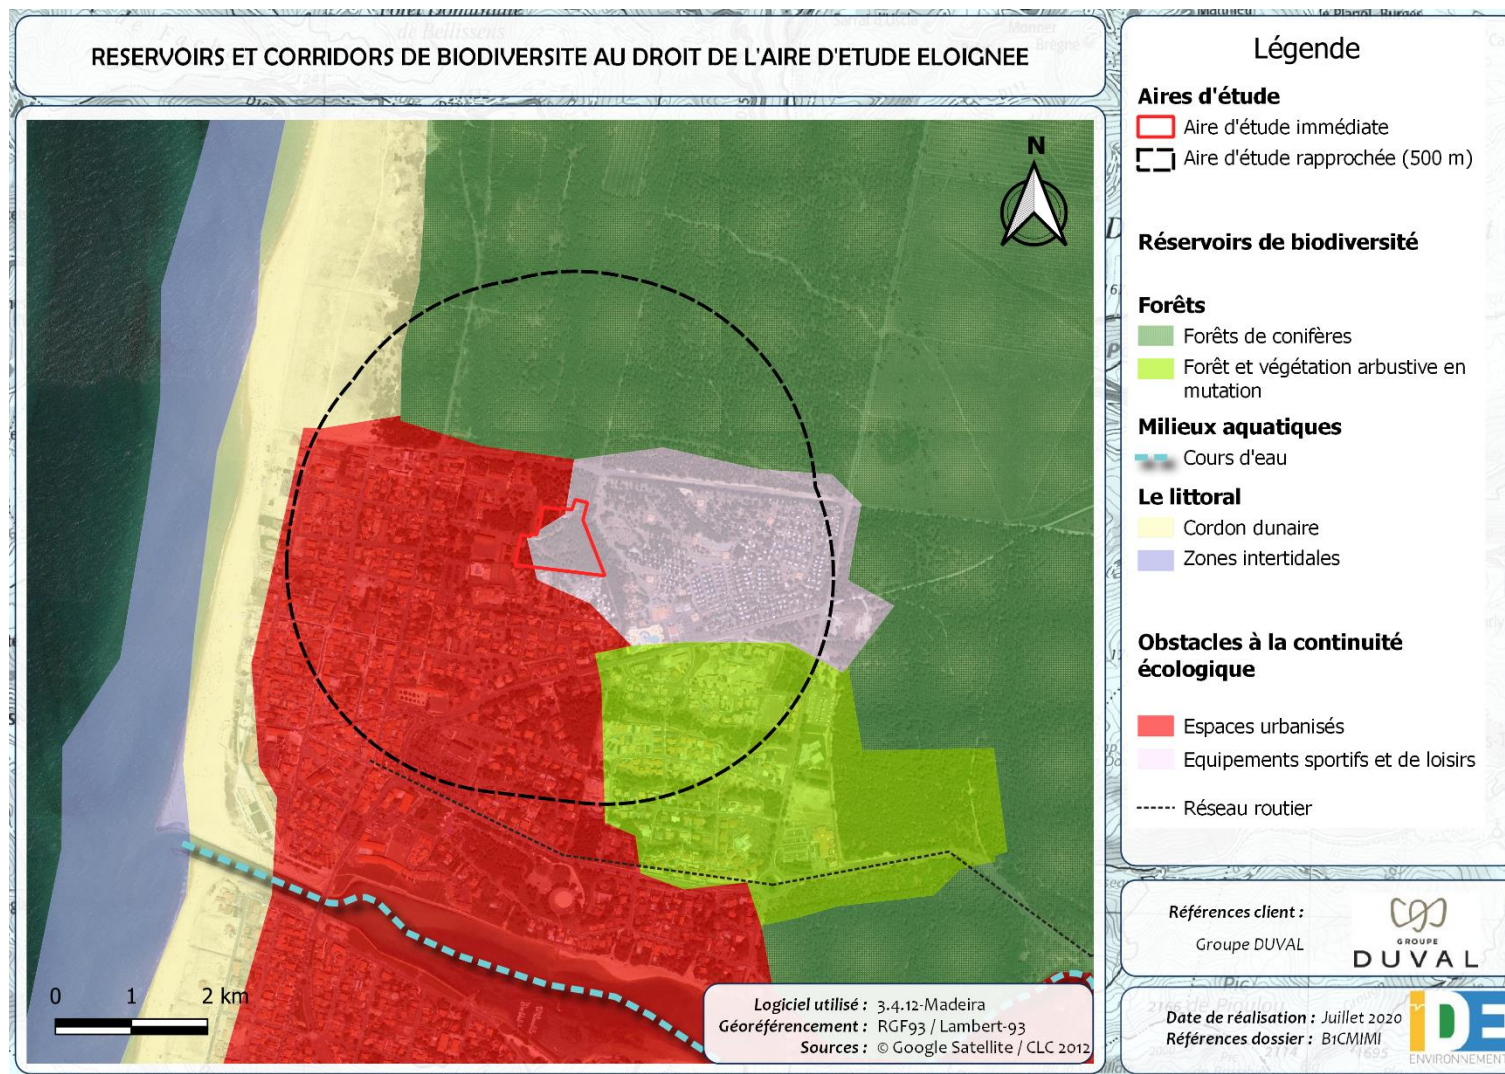 RESERVOIRS ET CORRIDORS DE BIODIVERSITE AU DROIT DE L'AIRE D'ETUDE ELOIGNEE
N
0 1 2 km
Logiciel utilisé : 3.4.12-Madeira
Géoréférencement : RGF93 / Lambert-93
Sources : © Google Satellite / CLC 2012
Légende
Aires d'étude
Aire d'étude immédiate
Aire d'étude rapprochée (500 m)
Réservoirs de biodiversité
Forêts
Forêts de conifères
Forêt et végétation arbustive en
mutation
Milieux aquatiques
Cours d'eau
Le littoral
Cordon dunaire
Zones intertidales
Obstacles à la continuité
écologique
Espaces urbanisés
Equipements sportifs et de loisirs
Réseau routier
Références client :
Groupe DUVAL
GROUPE
DUVAL
Date de réalisation : Juillet 2020
Références dossier : B1CMIMI
IDE
ENVIRONNEMENT